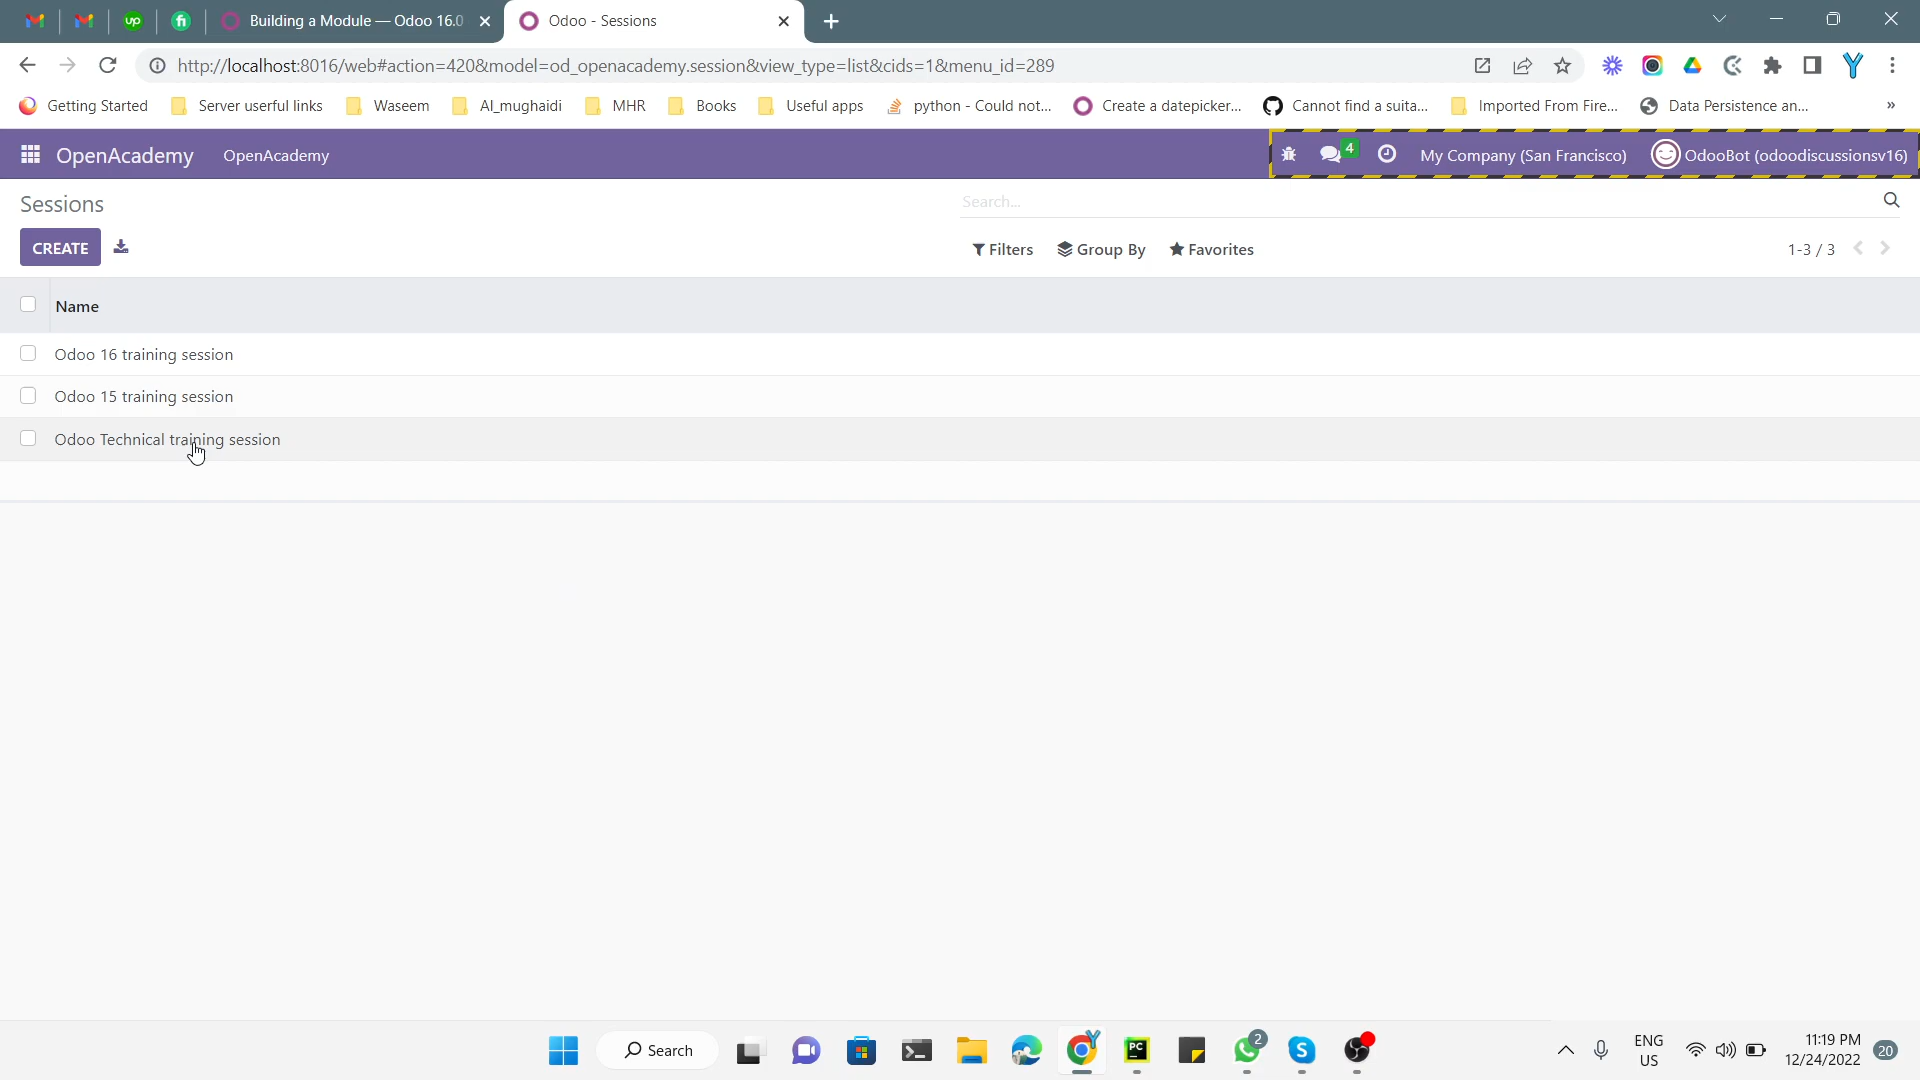 Building a Module — Odoo 16.0
Odoo - Sessions
http://localhost:8016/web#action=420&model=od_openacademy.session&view_type=list&cids=1&menu_id=289
Getting Started
Server userful links
Waseem
Al_mughaidi
MHR
Books
Useful apps
python - Could not...
Create a datepicker...
Cannot find a suita...
Imported From Fire...
Data Persistence an...
»
OpenAcademy
OpenAcademy
4
My Company (San Francisco)
OdooBot (odoodiscussionsv16)
Sessions
Search...
CREATE
Filters
Group By
Favorites
1-3 / 3
Name
Odoo 16 training session
Odoo 15 training session
Odoo Technical training session
Search
PC
2
ENG
US
11:19 PM
12/24/2022
20